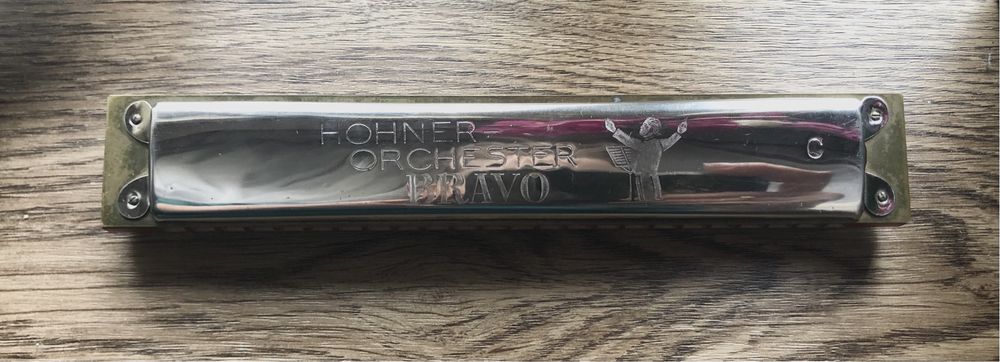 HOHNER-
ORCHESTER
BRAVO
C